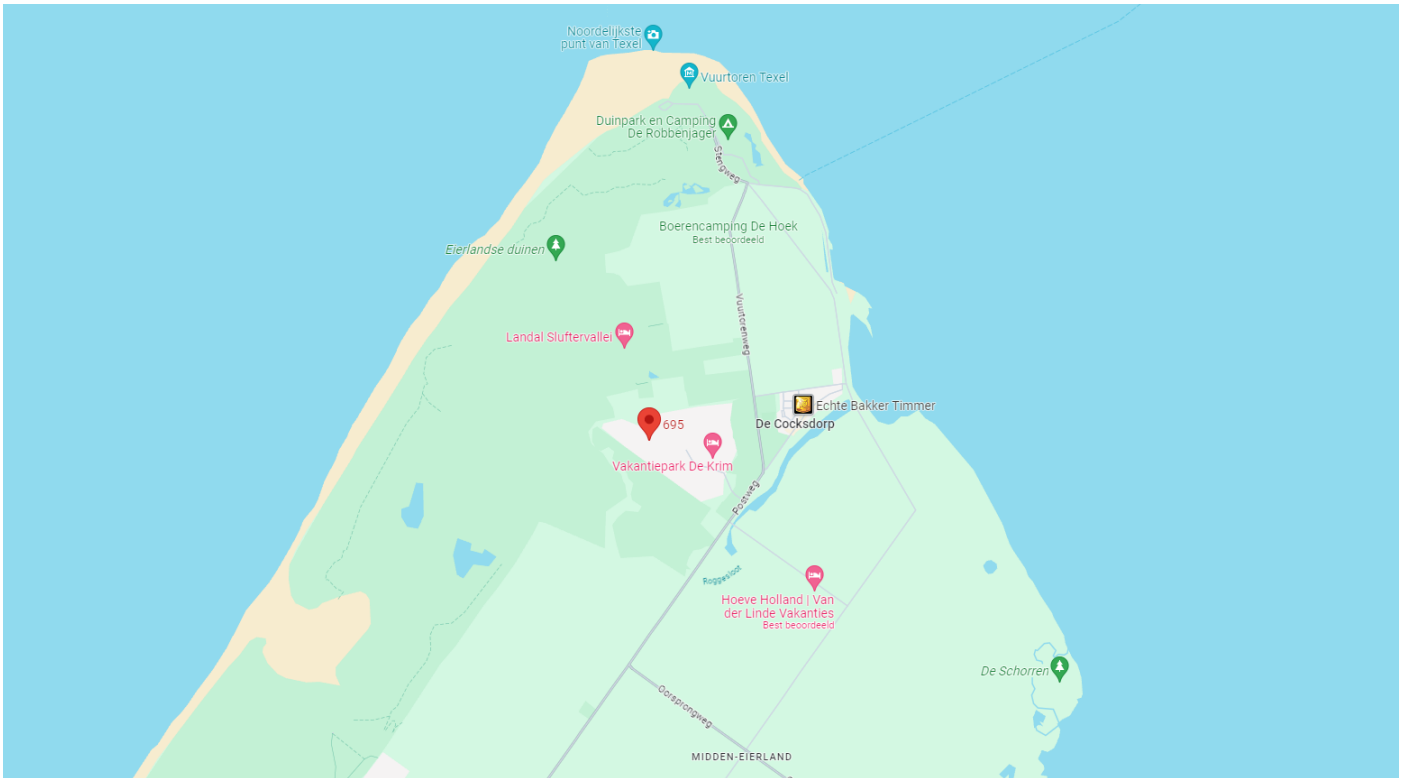 Noordelijkste
punt van Texel
Vuurtoren Texel
Duinpark en Camping
De Robbenjager
Stengweg
Boerencamping De Hoek
Best beoordeeld
Eierlandse duinen
Vuurtorenweg
Landal Sluftervallei
Echte Bakker Timmer
695
De Cocksdorp
Vakantiepark De Krim
Postweg
Roggesloot
Hoeve Holland | Van
der Linde Vakanties
Best beoordeeld
De Schorren
Oorsprongweg
MIDDEN-EIERLAND